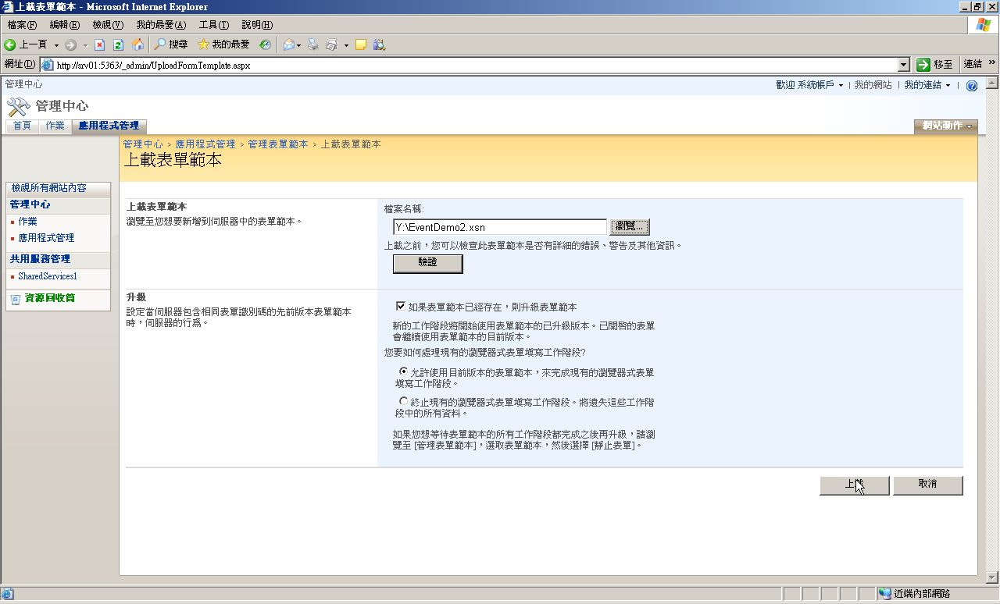 上載表單範本 - Microsoft Internet Explorer
檔案(F) 編輯(E) 檢視(V) 我的最愛(A) 工具(T) 說明(H)
上一頁 搜尋 我的最愛
網址(D) http://srv01:5363/_admin/UploadFormTemplate.aspx 移至 連結 »
管理中心 歡迎 系統帳戶 | 我的網站 | 我的連結 |
管理中心
首頁 作業 應用程式管理 網站動作
管理中心 > 應用程式管理 > 管理表單範本 > 上載表單範本
上載表單範本
檢視所有網站內容
管理中心
作業
應用程式管理
共用服務管理
SharedServices1
資源回收筒
上載表單範本
瀏覽至您想要新增到伺服器中的表單範本。
檔案名稱:
Y:\EventDemo2.xsn 瀏覽...
上載之前，您可以檢查此表單範本是否有詳細的錯誤、警告及其他資訊。
驗證
升級
設定當伺服器包含相同表單識別碼的先前版本表單範本
時，伺服器的行為。
如果表單範本已經存在，則升級表單範本
新的工作階段將開始使用表單範本的已升級版本。已開啓的表單
會繼續使用表單範本的目前版本。
您要如何處理現有的瀏覽器式表單填寫工作階段?
允許使用目前版本的表單範本，來完成現有的瀏覽器式表單
填寫工作階段。
終止現有的瀏覽器式表單填寫工作階段。將遺失這些工作階
段中的所有資料。
如果您想等待表單範本的所有工作階段都完成之後再升級，請瀏
覽至 [管理表單範本]，選取表單範本，然後選擇 [靜止表單]。
上載 取消
近端內部網路